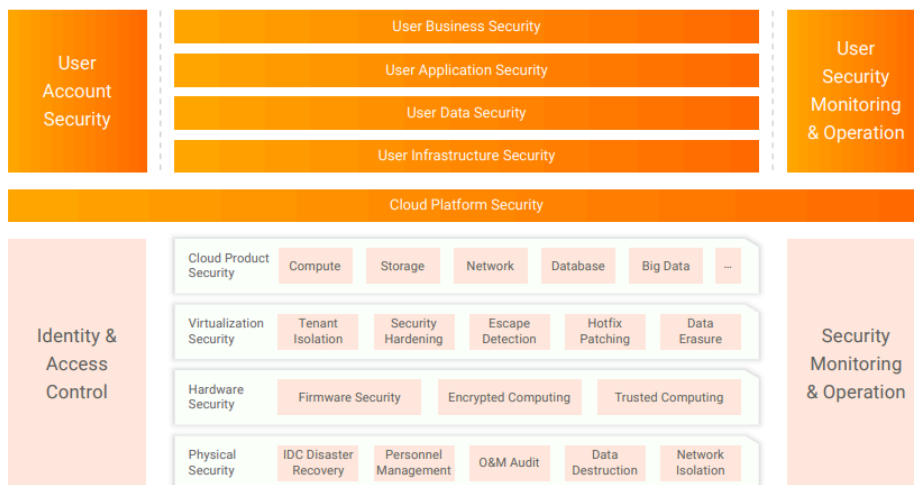 User
Account
Security
User Business Security
User Application Security
User Data Security
User Infrastructure Security
User
Security
Monitoring
& Operation
Cloud Platform Security
Identity &
Access
Control
Cloud Product
Security
Compute
Storage
Network
Database
Big Data
...
Virtualization
Security
Tenant
Isolation
Security
Hardening
Escape
Detection
Hotfix
Patching
Data
Erasure
Hardware
Security
Firmware Security
Encrypted Computing
Trusted Computing
Physical
Security
IDC Disaster
Recovery
Personnel
Management
O&M Audit
Data
Destruction
Network
Isolation
Security
Monitoring
& Operation